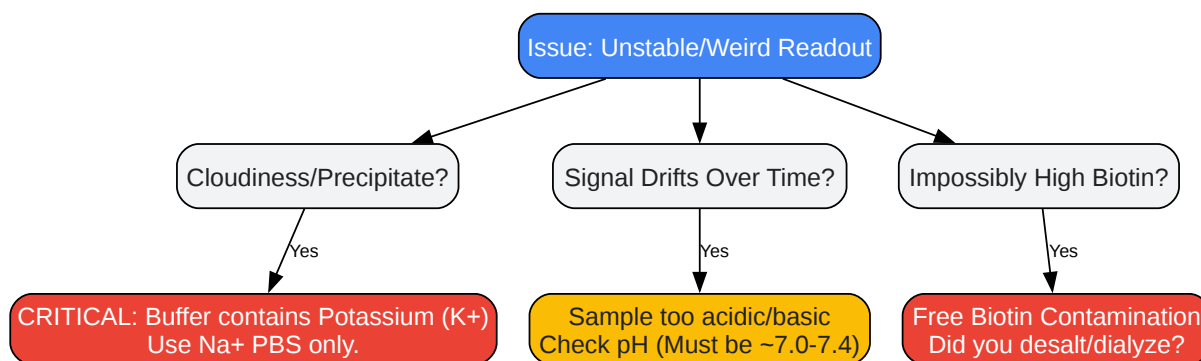 Issue: Unstable/Weird Readout
Cloudiness/Precipitate?
Signal Drifts Over Time?
Impossibly High Biotin?
Yes
Yes
Yes
CRITICAL: Buffer contains Potassium (K+)
Use Na+ PBS only.
Sample too acidic/basic
Check pH (Must be ~7.0-7.4)
Free Biotin Contamination
Did you desalt/dialyze?